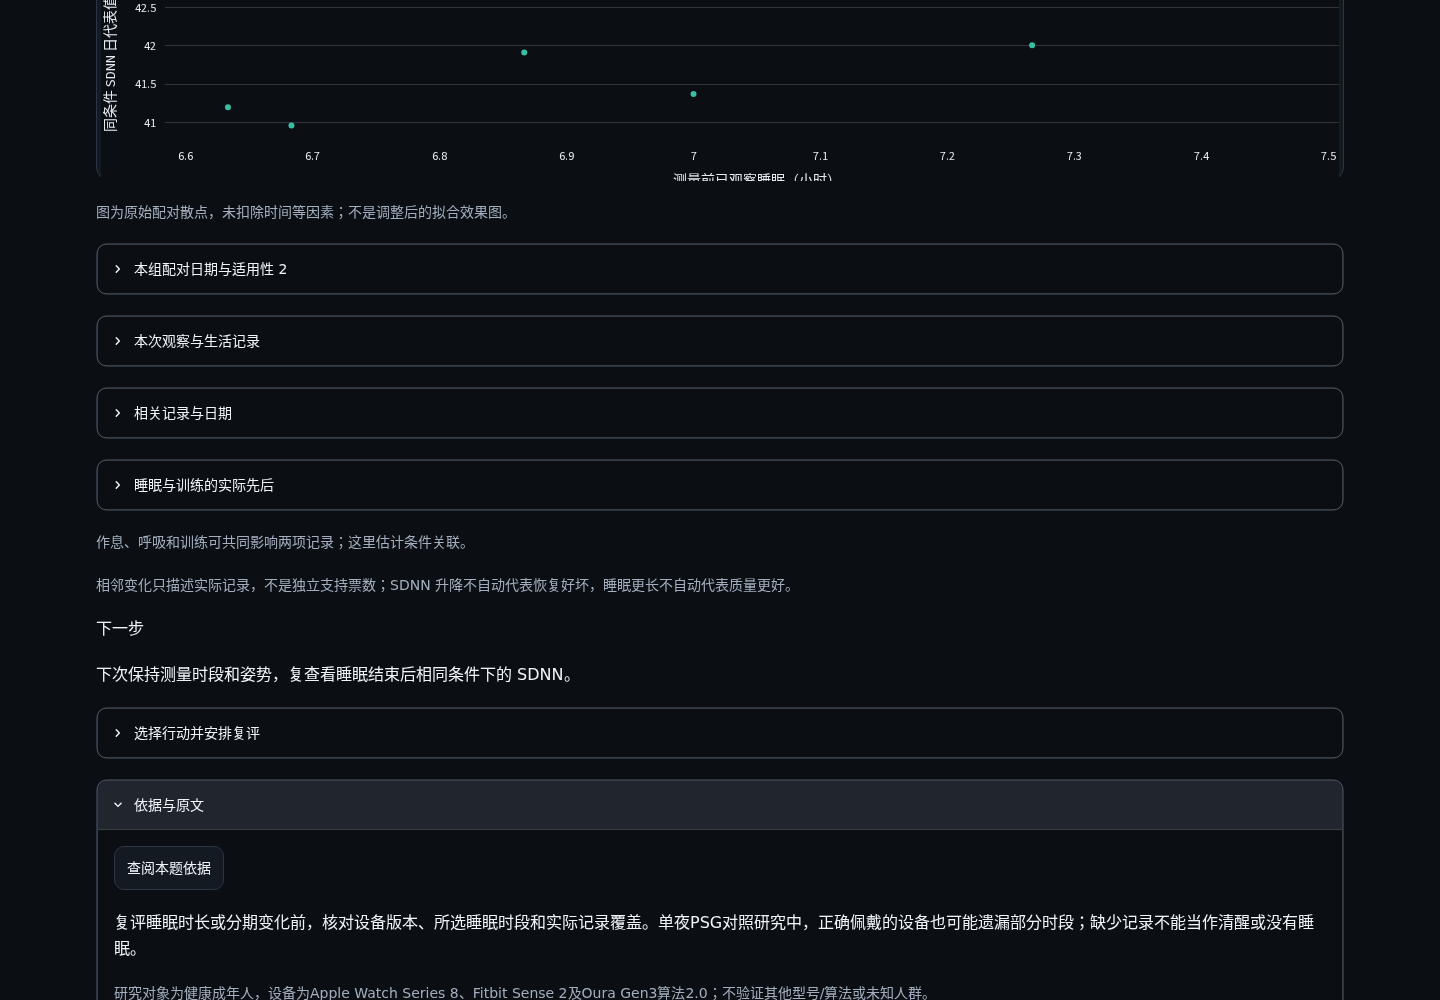 42.5
同条件 SDNN 日代表值
42
41.5
41
6.6
6.7
6.8
6.9
7
7.1
7.2
7.3
7.4
7.5
测量前已观察睡眠（小时）
图为原始配对散点，未扣除时间等因素；不是调整后的拟合效果图。
本组配对日期与适用性 2
本次观察与生活记录
相关记录与日期
睡眠与训练的实际先后
作息、呼吸和训练可共同影响两项记录；这里估计条件关联。
相邻变化只描述实际记录，不是独立支持票数；SDNN 升降不自动代表恢复好坏，睡眠更长不自动代表质量更好。
下一步
下次保持测量时段和姿势，复查看睡眠结束后相同条件下的 SDNN。
选择行动并安排复评
依据与原文
查阅本题依据
复评睡眠时长或分期变化前，核对设备版本、所选睡眠时段和实际记录覆盖。单夜PSG对照研究中，正确佩戴的设备也可能遗漏部分时段；缺少记录不能当作清醒或没有睡
眠。
研究对象为健康成年人，设备为Apple Watch Series 8、Fitbit Sense 2及Oura Gen3算法2.0；不验证其他型号/算法或未知人群。